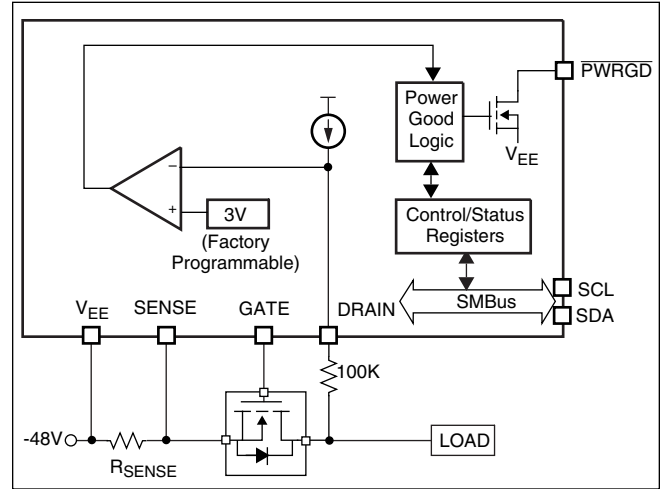 PWRGD
Power
Good
Logic
VEE
−
+
3V
(Factory
Programmable)
Control/Status
Registers
SMBus
SCL
SDA
VEE
SENSE
GATE
DRAIN
100K
-48V
RSENSE
LOAD